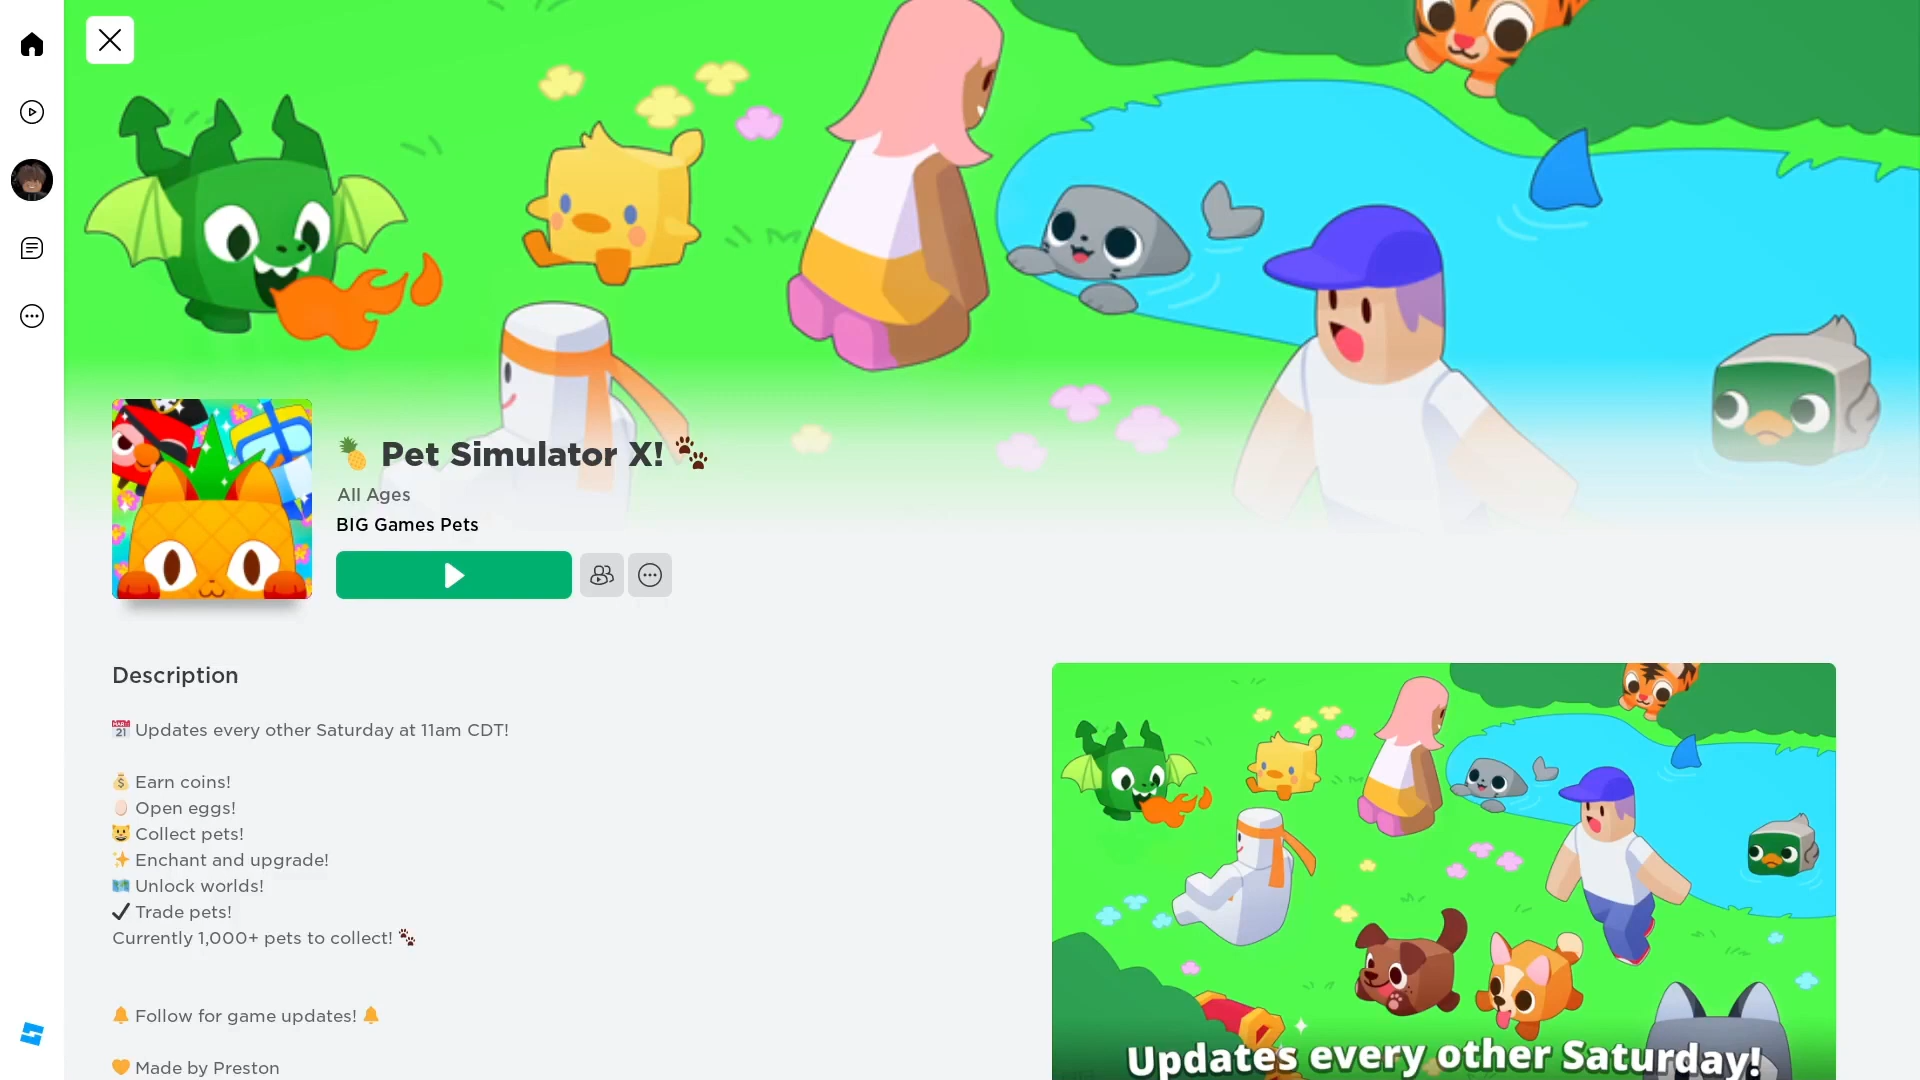 🍍 Pet Simulator X! 🐾
All Ages
BIG Games Pets
Description
📅 Updates every other Saturday at 11am CDT!
💰 Earn coins!
🥚 Open eggs!
😺 Collect pets!
✨ Enchant and upgrade!
🗺️ Unlock worlds!
✔️ Trade pets!
Currently 1,000+ pets to collect! 🐾
🔔 Follow for game updates! 🔔
🧡 Made by Preston
Updates every other Saturday!